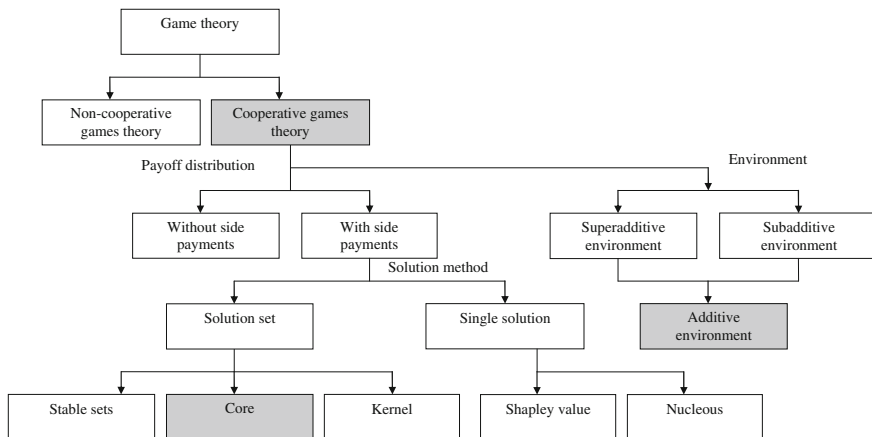 Game theory
Non-cooperative
games theory
Cooperative games
theory
Payoff distribution
Environment
Without side
payments
With side
payments
Superadditive
environment
Subadditive
environment
Solution method
Solution set
Single solution
Additive
environment
Stable sets
Core
Kernel
Shapley value
Nucleous